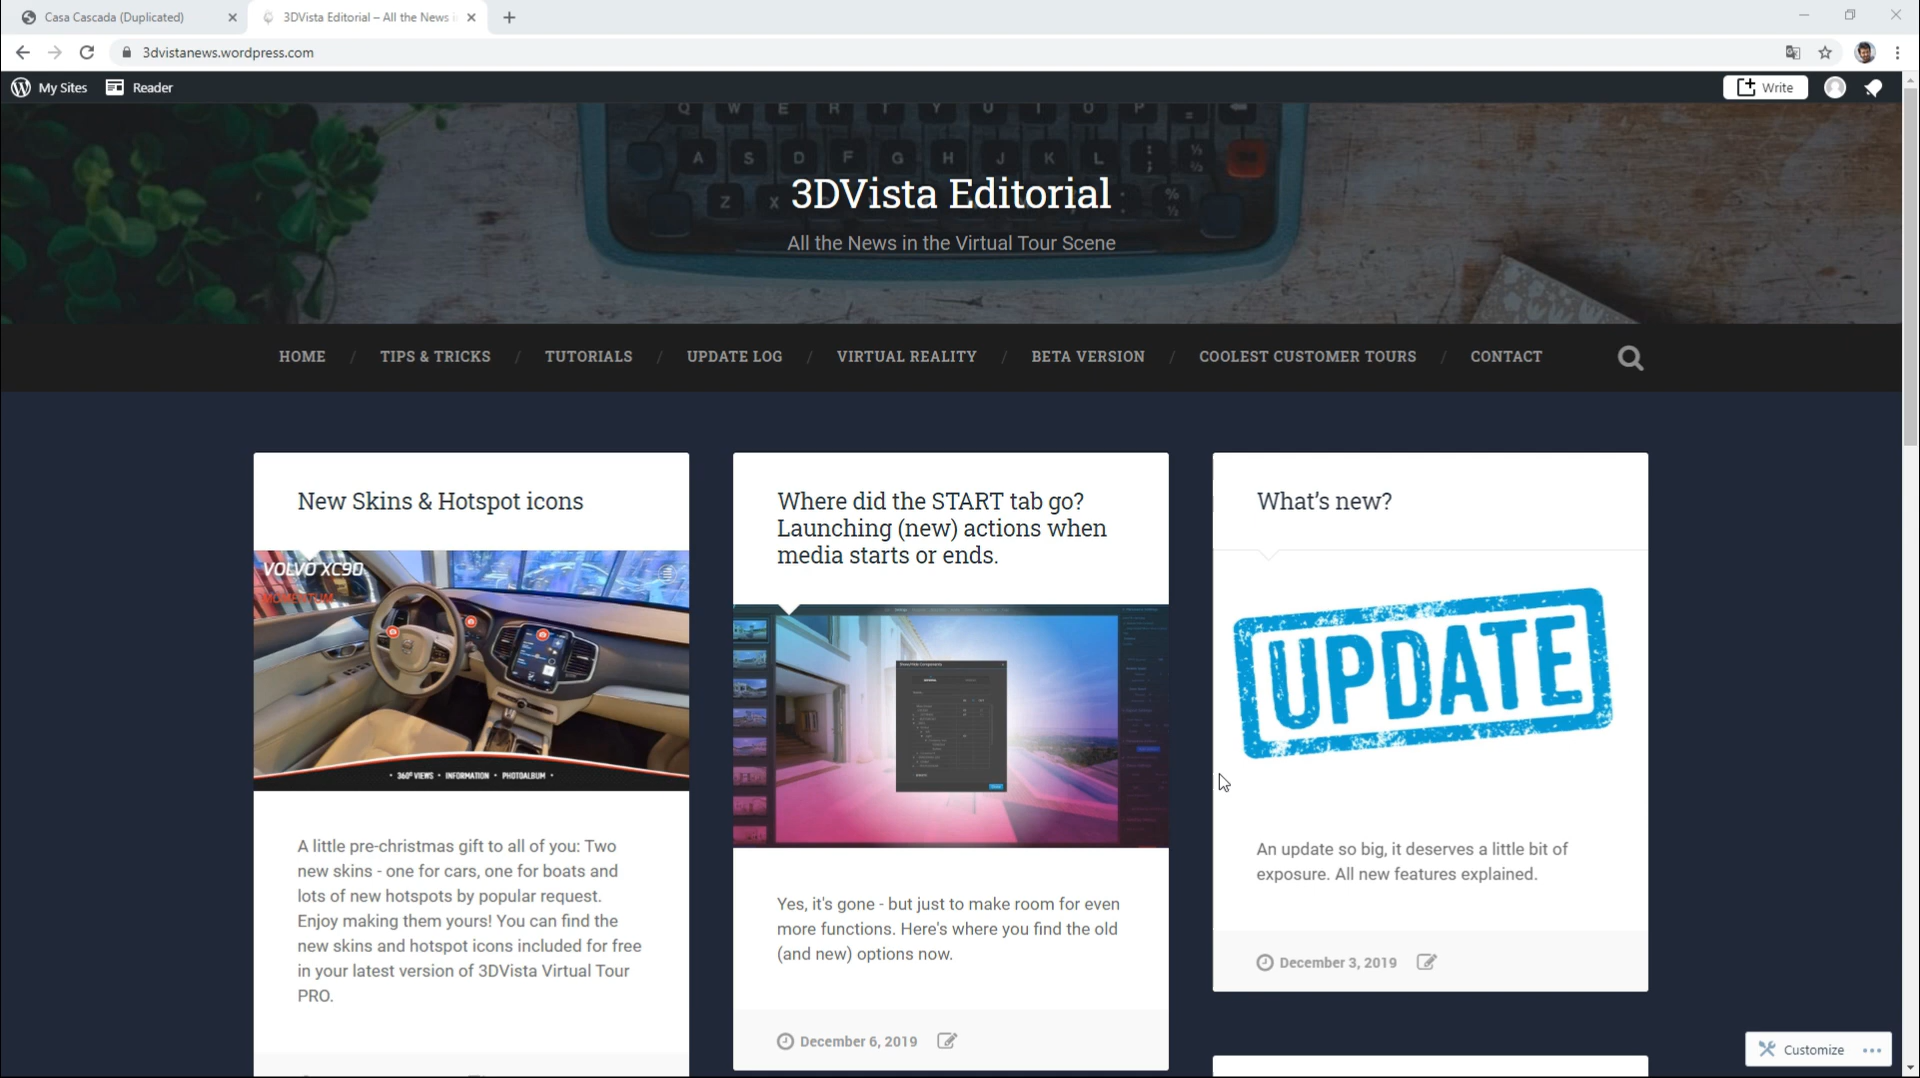 Casa Cascada (Duplicated)
3DVista Editorial – All the News i
3dvistanews.wordpress.com
My Sites
Reader
Write
Q W E R T Y U I O P
A S D F G H J K L
Z X
3DVista Editorial
All the News in the Virtual Tour Scene
HOME / TIPS & TRICKS / TUTORIALS / UPDATE LOG / VIRTUAL REALITY / BETA VERSION / COOLEST CUSTOMER TOURS / CONTACT
New Skins & Hotspot icons
VOLVO XC90
MOMENTUM
• 360º VIEWS • INFORMATION • PHOTOALBUM •
A little pre-christmas gift to all of you: Two
new skins - one for cars, one for boats and
lots of new hotspots by popular request.
Enjoy making them yours! You can find the
new skins and hotspot icons included for free
in your latest version of 3DVista Virtual Tour
PRO.
Where did the START tab go?
Launching (new) actions when
media starts or ends.
Yes, it's gone - but just to make room for even
more functions. Here's where you find the old
(and new) options now.
December 6, 2019
What's new?
UPDATE
An update so big, it deserves a little bit of
exposure. All new features explained.
December 3, 2019
Customize